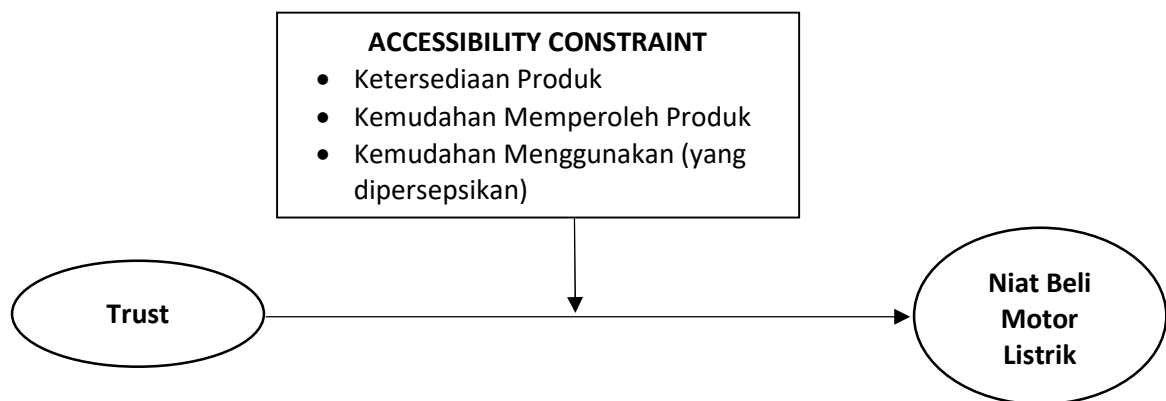 ACCESSIBILITY CONSTRAINT
• Ketersediaan Produk
• Kemudahan Memperoleh Produk
• Kemudahan Menggunakan (yang
dipersepsikan)
Trust
Niat Beli
Motor
Listrik